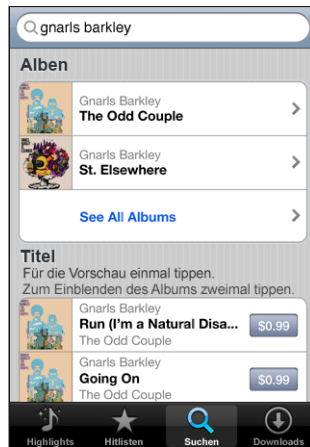 gnarls barkley
Alben
Gnarls Barkley
The Odd Couple
Gnarls Barkley
St. Elsewhere
See All Albums
Titel
Für die Vorschau einmal tippen.
Zum Einblenden des Albums zweimal tippen.
Gnarls Barkley
Run (I'm a Natural Disa...
$0.99
The Odd Couple
Gnarls Barkley
Going On
$0.99
The Odd Couple
Highlights
Hitlisten
Suchen
Downloads